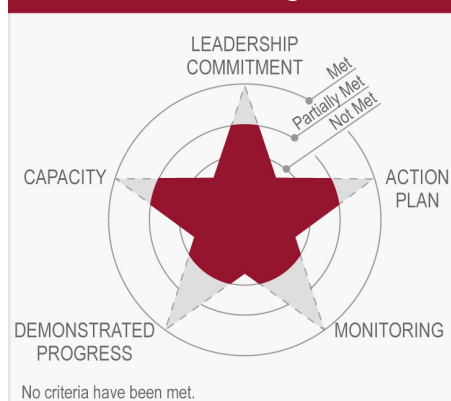 LEADERSHIP
COMMITMENT
Met
Partially Met
Not Met
CAPACITY
ACTION
PLAN
DEMONSTRATED
PROGRESS
MONITORING
No criteria have been met.